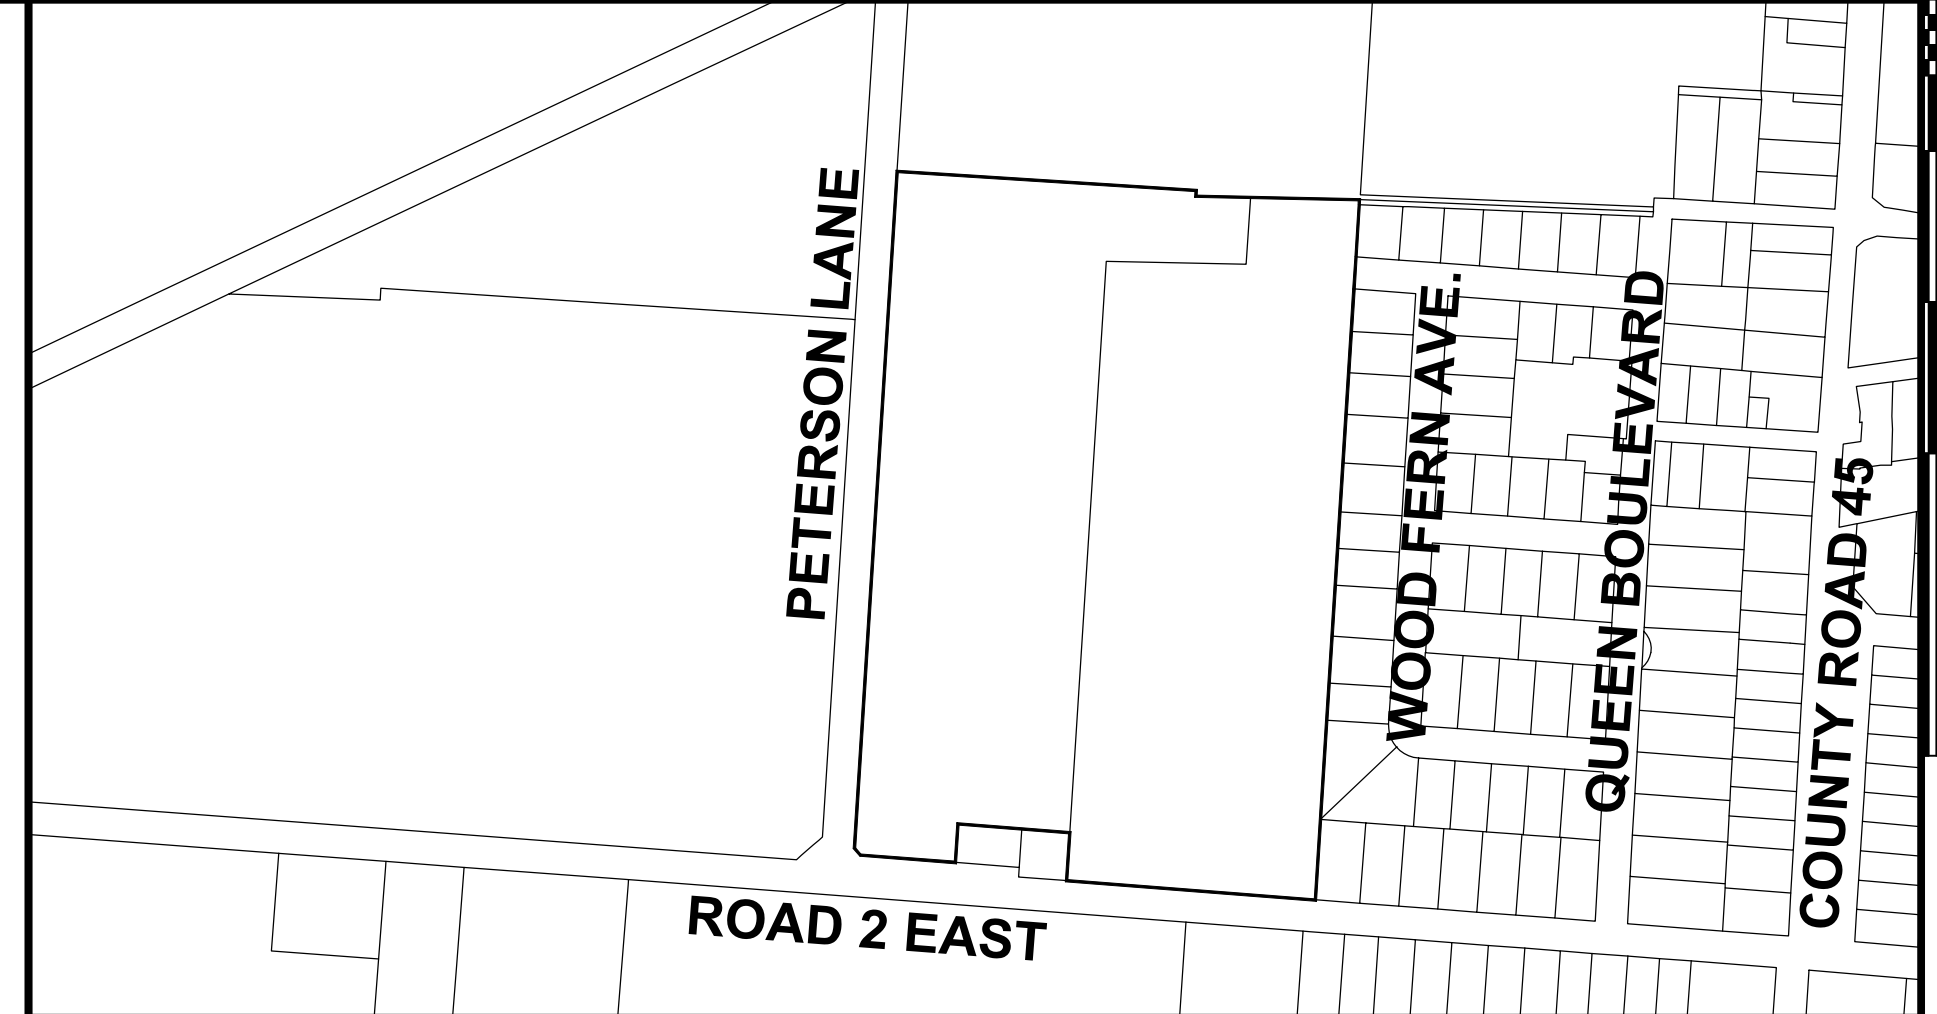 PETERSON LANE
WOOD FERN AVE.
QUEEN BOULEVARD
COUNTY ROAD 45
ROAD 2 EAST